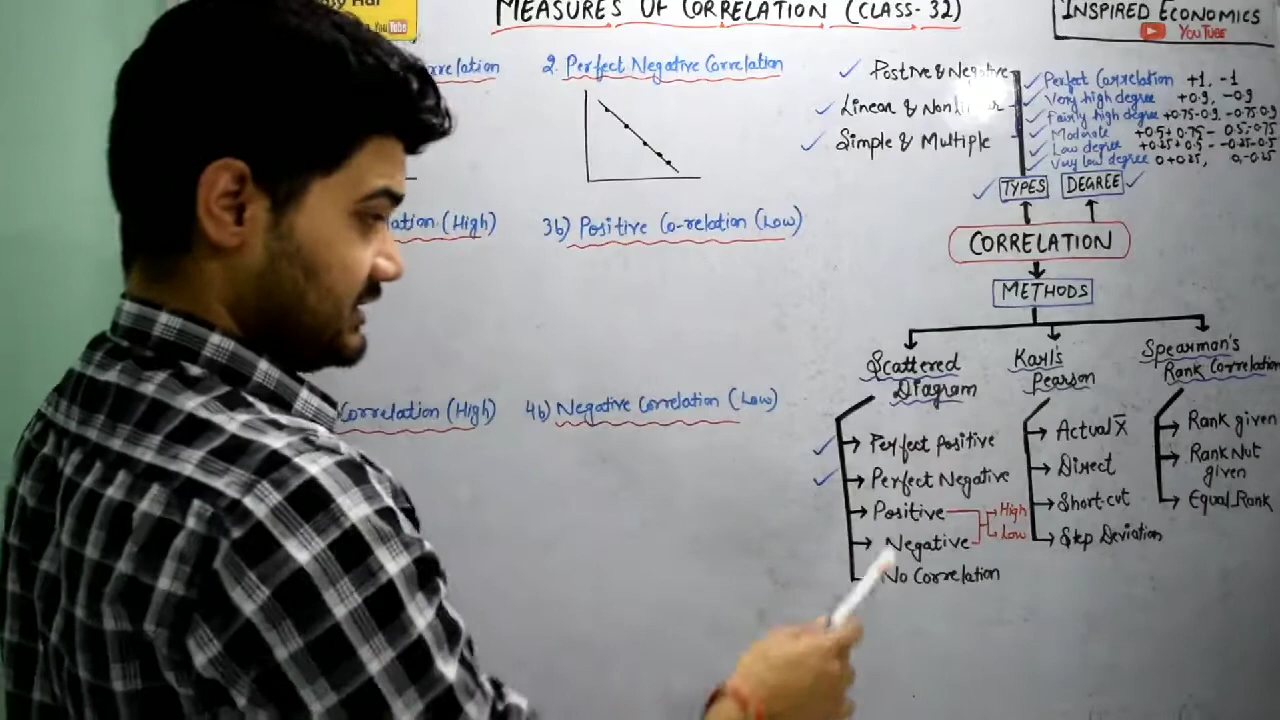 MEASURES OF CORRELATION (CLASS-32)
INSPIRED ECONOMICS
YouTube
YouTube
2. Perfect Negative Correlation
3b) Positive Co-relation (Low)
(High)
Correlation (High)
4b) Negative Correlation (Low)
Postive & Negative
Linear &
Simple & Multiple
Perfect Correlation +1, -1
Very high degree +0.9, -0.9
Fairly high degree +0.75-0.9, -0.75-0.9
Moderate +0.5+0.75- 0.5-0.75
Low degree +0.25+0.5 - -0.25-0.5
Very low degree 0+0.25, 0,-0.25
TYPES
DEGREE
CORRELATION
METHODS
Scattered
Diagram
Perfect positive
Perfect Negative
Positive
High
Low
Negative
No Correlation
Karl's
Pearson
Actual X̄
Direct
Short-cut
Step Deviation
Spearman's
Rank Correlation
Rank given
Rank Not
given
Equal Rank